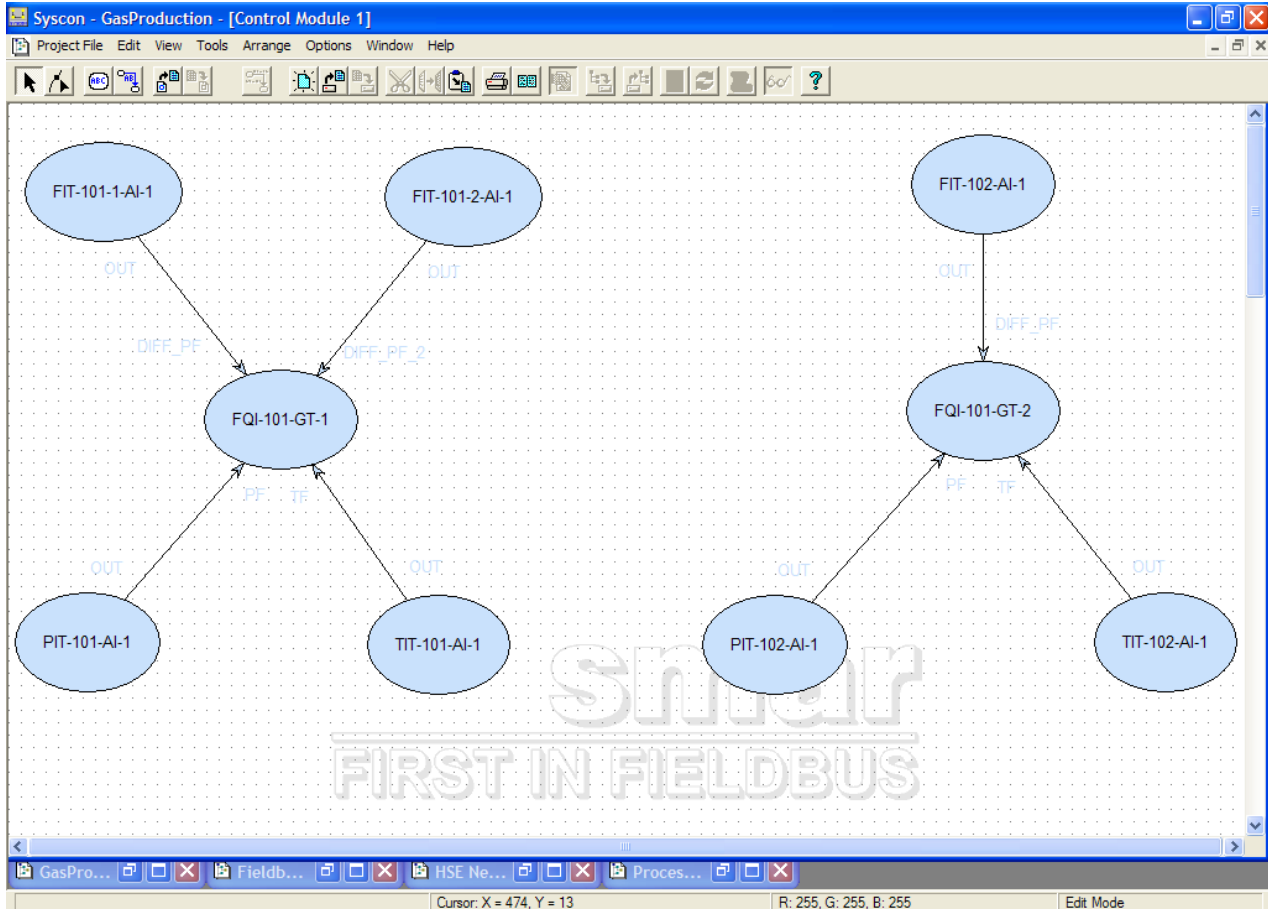 Syscon - GasProduction - [Control Module 1]
Project File Edit View Tools Arrange Options Window Help
ABC AB
FIT-101-1-AI-1
FIT-101-2-AI-1
FIT-102-AI-1
OUT
OUT
OUT
DIFF_PF
DIFF_PF_2
DIFF_PF
FQI-101-GT-1
FQI-101-GT-2
PF TF
PF TF
OUT
OUT
OUT
OUT
PIT-101-AI-1
TIT-101-AI-1
PIT-102-AI-1
TIT-102-AI-1
smar
FIRST IN FIELDBUS
GasPro... Fieldb... HSE Ne... Proces...
Cursor: X = 474, Y = 13 R: 255, G: 255, B: 255 Edit Mode